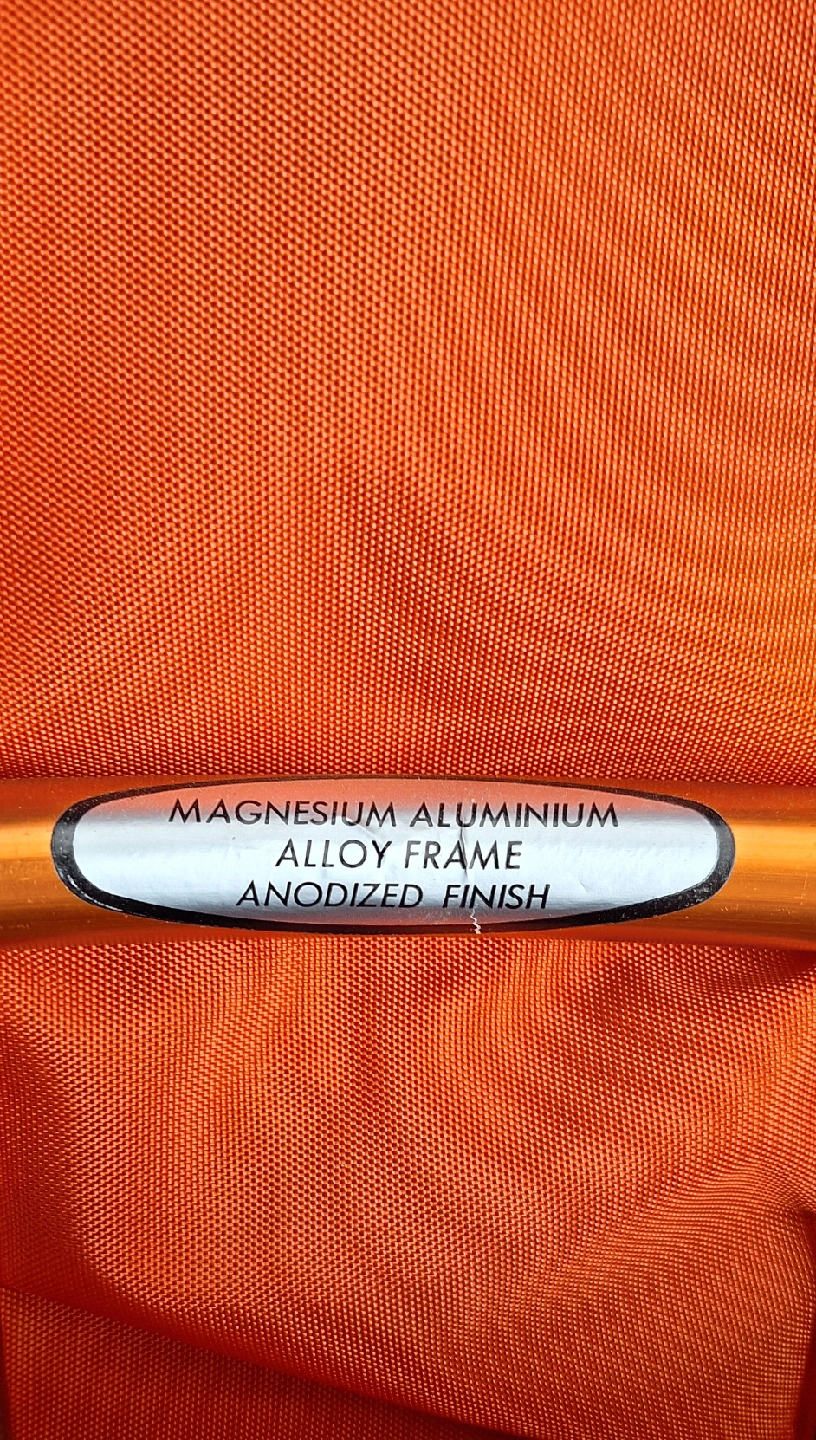 MAGNESIUM ALUMINIUM
ALLOY FRAME
ANODIZED FINISH